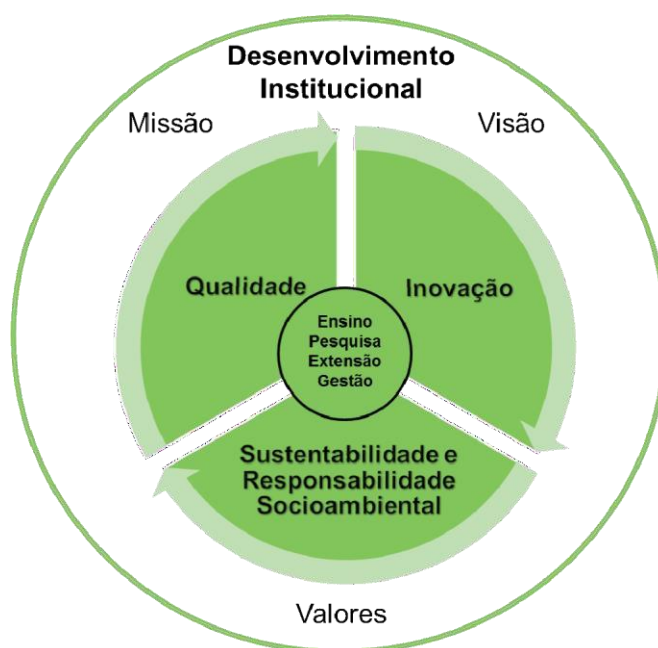 Desenvolvimento
Institucional
Missão
Visão
Qualidade
Inovação
Ensino
Pesquisa
Extensão
Gestão
Sustentabilidade e
Responsabilidade
Socioambiental
Valores